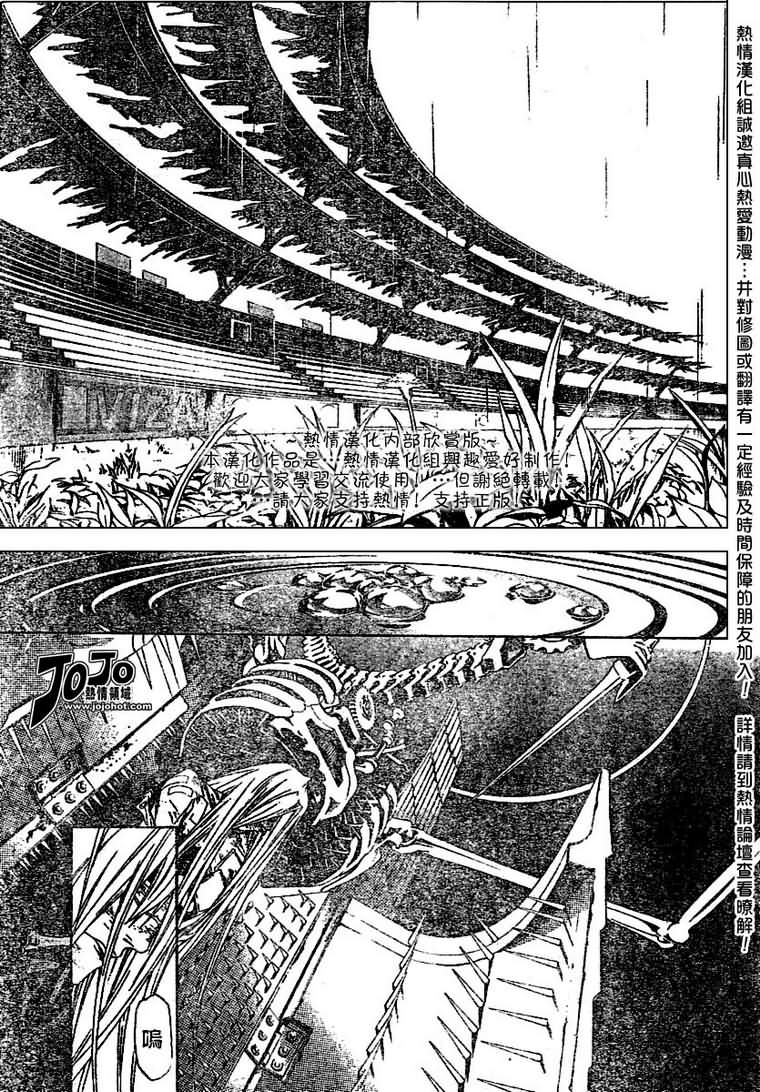 熱情漢化組誠邀真心熱愛動漫…并對修圖或翻譯有一定經驗及時間保障的朋友加入！ 詳情請到熱情論壇查看瞭解！
～熱情漢化內部欣賞版～
本漢化作品是…熱情漢化組興趣愛好制作！
歡迎大家學習交流使用！…但謝絕轉載！
…請大家支持熱情！支持正版！
JOJO
熱情領域
www.jojohot.com
嗚